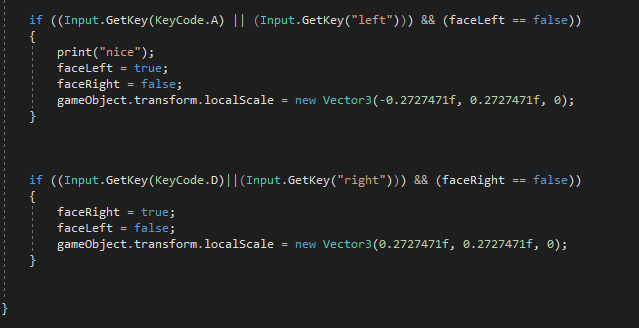 if ((Input.GetKey(KeyCode.A) || (Input.GetKey("left"))) && (faceLeft == false))
{
print("nice");
faceLeft = true;
faceRight = false;
gameObject.transform.localScale = new Vector3(-0.2727471f, 0.2727471f, 0);
}
if ((Input.GetKey(KeyCode.D)||(Input.GetKey("right"))) && (faceRight == false))
{
faceRight = true;
faceLeft = false;
gameObject.transform.localScale = new Vector3(0.2727471f, 0.2727471f, 0);
}
}